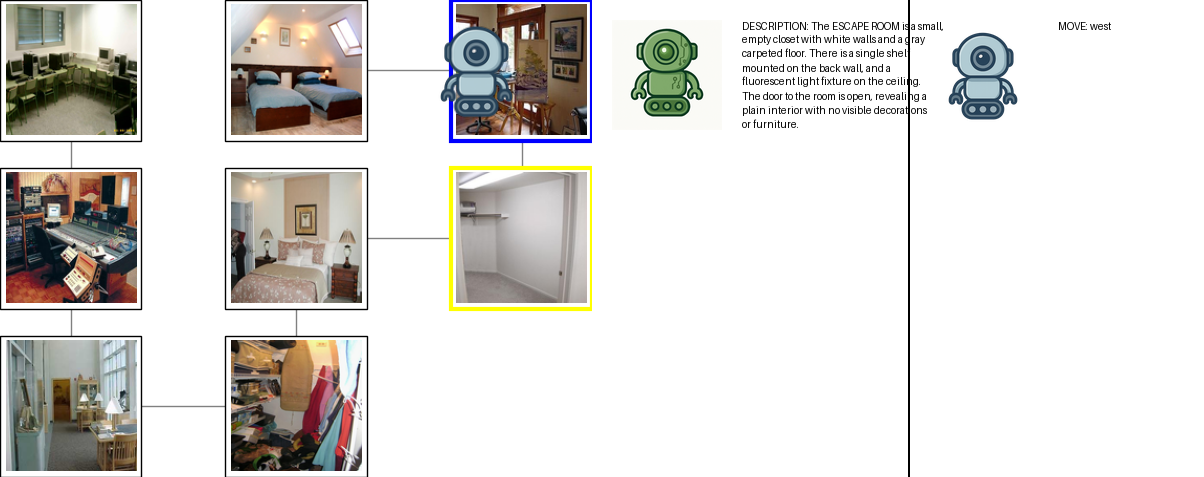 DESCRIPTION: The ESCAPE ROOM is a small,
empty closet with white walls and a gray
carpeted floor. There is a single shelf
mounted on the back wall, and a
fluorescent light fixture on the ceiling.
The door to the room is open, revealing a
plain interior with no visible decorations
or furniture.
MOVE: west